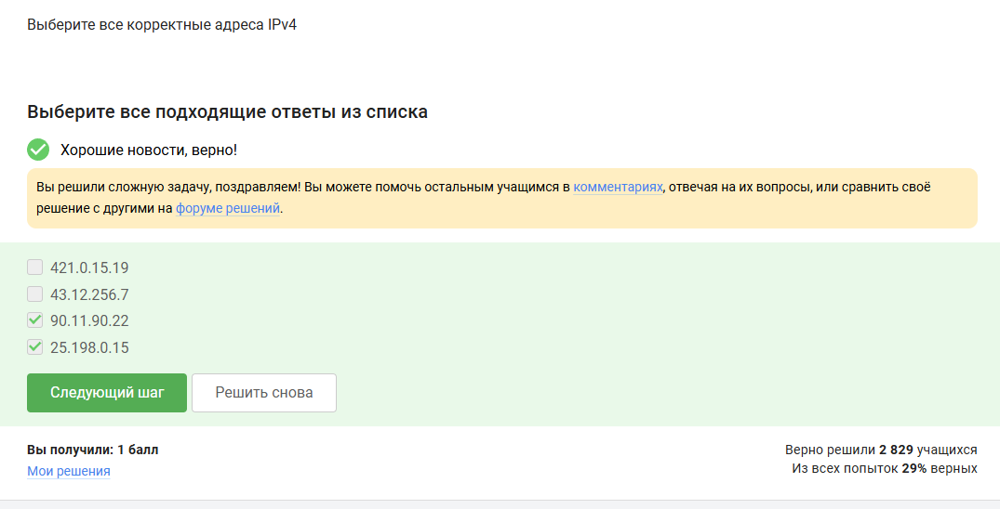 Выберите все корректные адреса IPv4
Выберите все подходящие ответы из списка
Хорошие новости, верно!
Вы решили сложную задачу, поздравляем! Вы можете помочь остальным учащимся в комментариях, отвечая на их вопросы, или сравнить своё
решение с другими на форуме решений.
421.0.15.19
43.12.256.7
90.11.90.22
25.198.0.15
Следующий шаг Решить снова
Вы получили: 1 балл Верно решили 2 829 учащихся
Мои решения Из всех попыток 29% верных